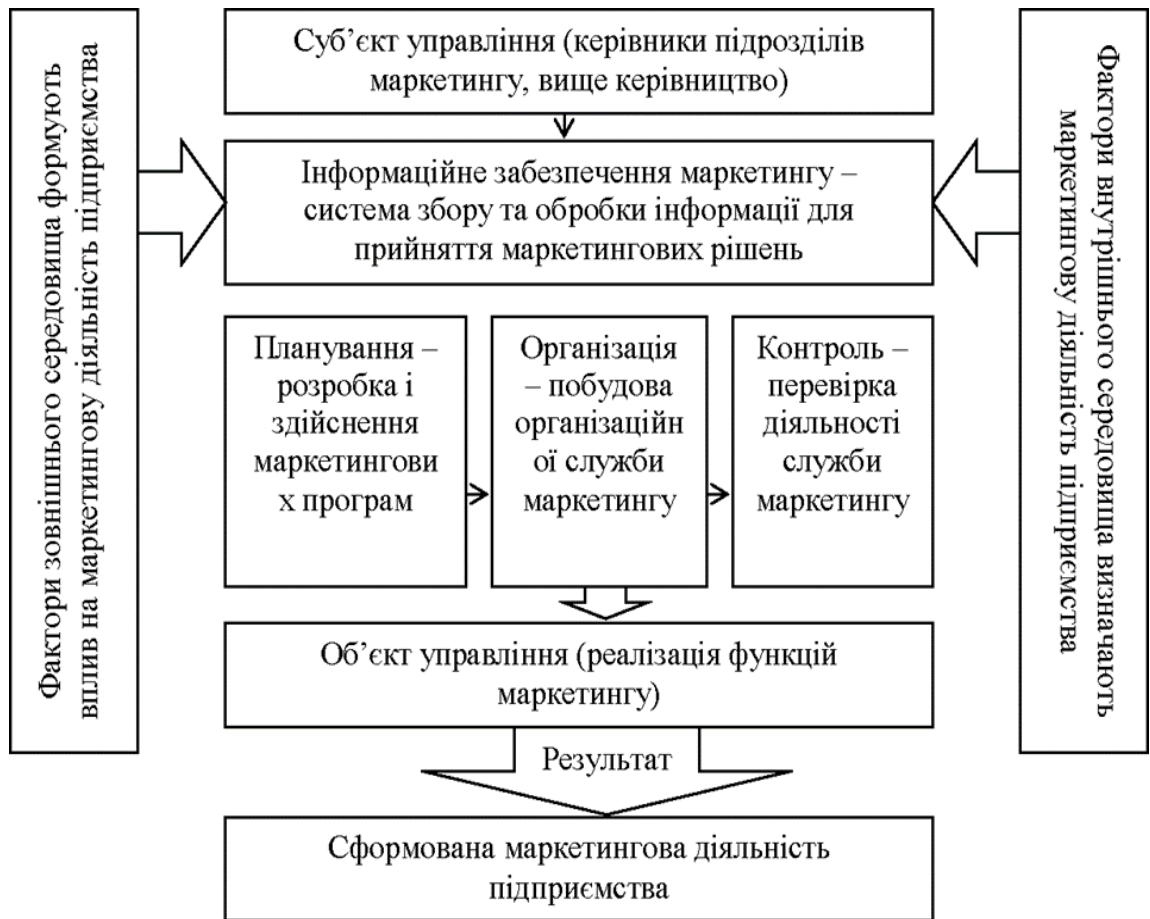 Фактори зовнішнього середовища формують
вплив на маркетингову діяльність підприємства
Суб’єкт управління (керівники підрозділів
маркетингу, вище керівництво)
Інформаційне забезпечення маркетингу –
система збору та обробки інформації для
прийняття маркетингових рішень
Планування –
розробка і
здійснення
маркетингови
х програм
Організація
– побудова
організаційн
ої служби
маркетингу
Контроль –
перевірка
діяльності
служби
маркетингу
Об’єкт управління (реалізація функцій
маркетингу)
Результат
Сформована маркетингова діяльність
підприємства
Фактори внутрішнього середовища визначають
маркетингову діяльність підприємства